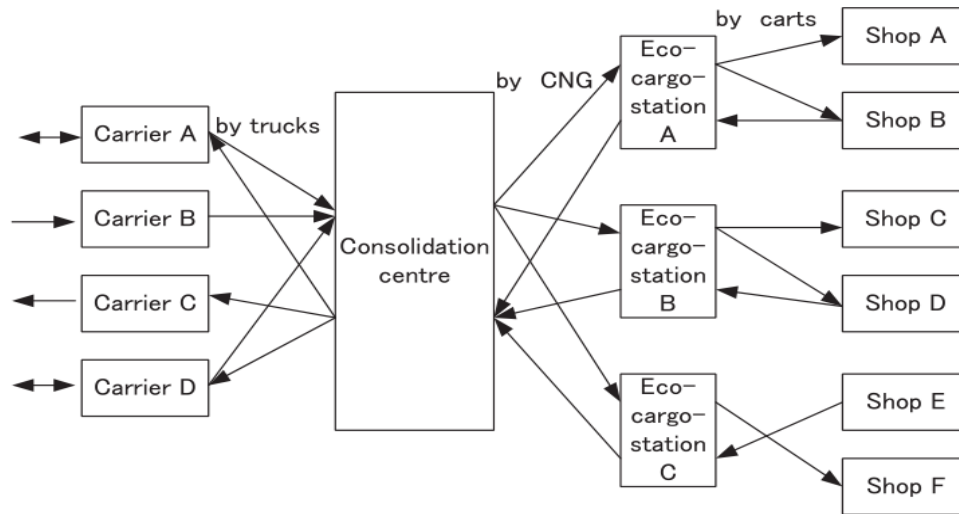 by carts
Shop A
Eco-
cargo-
station
A
by CNG
Shop B
Carrier A
by trucks
Carrier B
Consolidation
centre
Eco-
cargo-
station
B
Shop C
Carrier C
Shop D
Carrier D
Eco-
cargo-
station
C
Shop E
Shop F